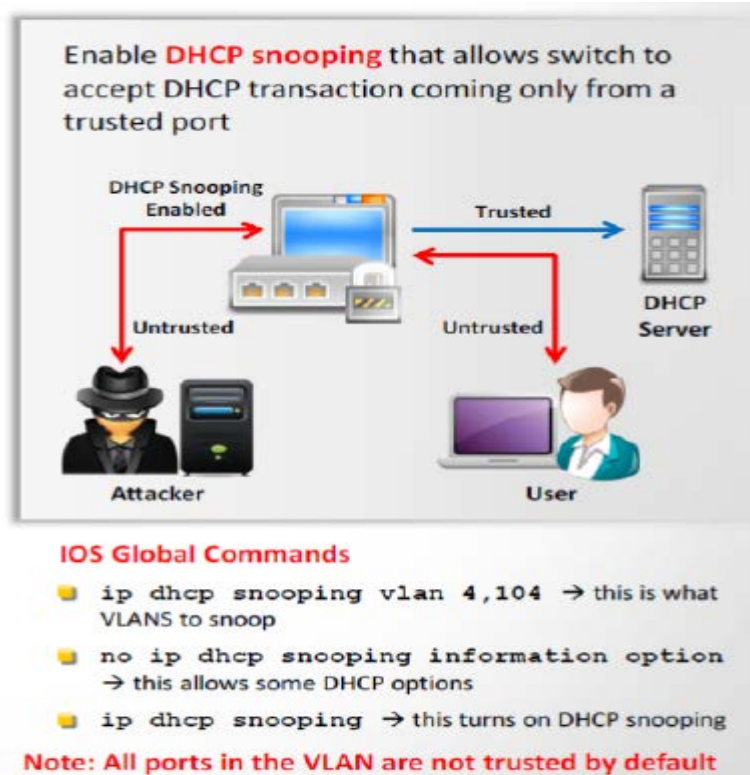 Enable DHCP snooping that allows switch to
accept DHCP transaction coming only from a
trusted port
DHCP Snooping
Enabled
Trusted
Untrusted
Untrusted
DHCP
Server
Attacker
User
IOS Global Commands
ip dhcp snooping vlan 4,104 → this is what
VLANS to snoop
no ip dhcp snooping information option
→ this allows some DHCP options
ip dhcp snooping → this turns on DHCP snooping
Note: All ports in the VLAN are not trusted by default